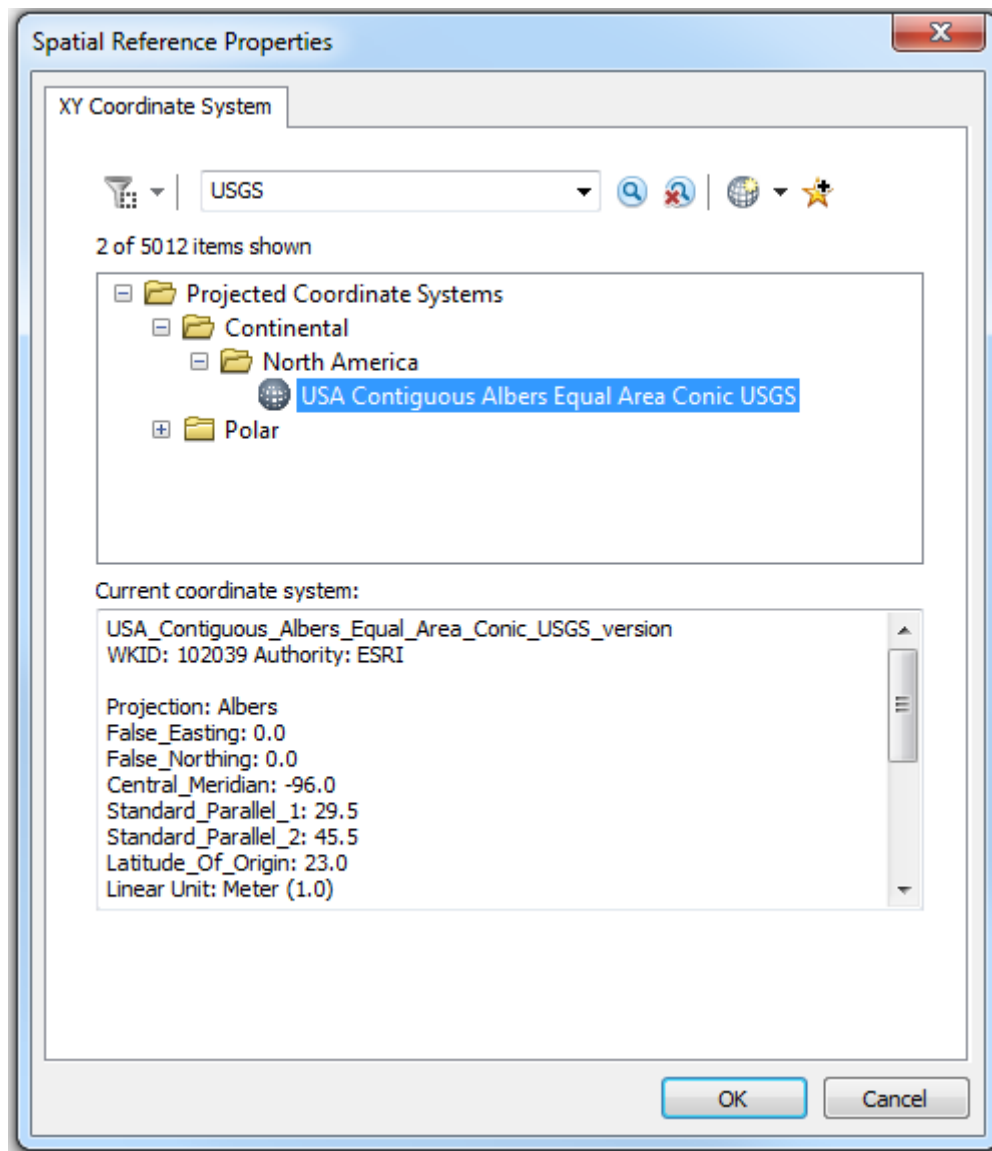 Spatial Reference Properties
XY Coordinate System
USGS
2 of 5012 items shown
Projected Coordinate Systems
Continental
North America
USA Contiguous Albers Equal Area Conic USGS
Polar
Current coordinate system:
USA_Contiguous_Albers_Equal_Area_Conic_USGS_version
WKID: 102039 Authority: ESRI
Projection: Albers
False_Easting: 0.0
False_Northing: 0.0
Central_Meridian: -96.0
Standard_Parallel_1: 29.5
Standard_Parallel_2: 45.5
Latitude_Of_Origin: 23.0
Linear Unit: Meter (1.0)
OK Cancel